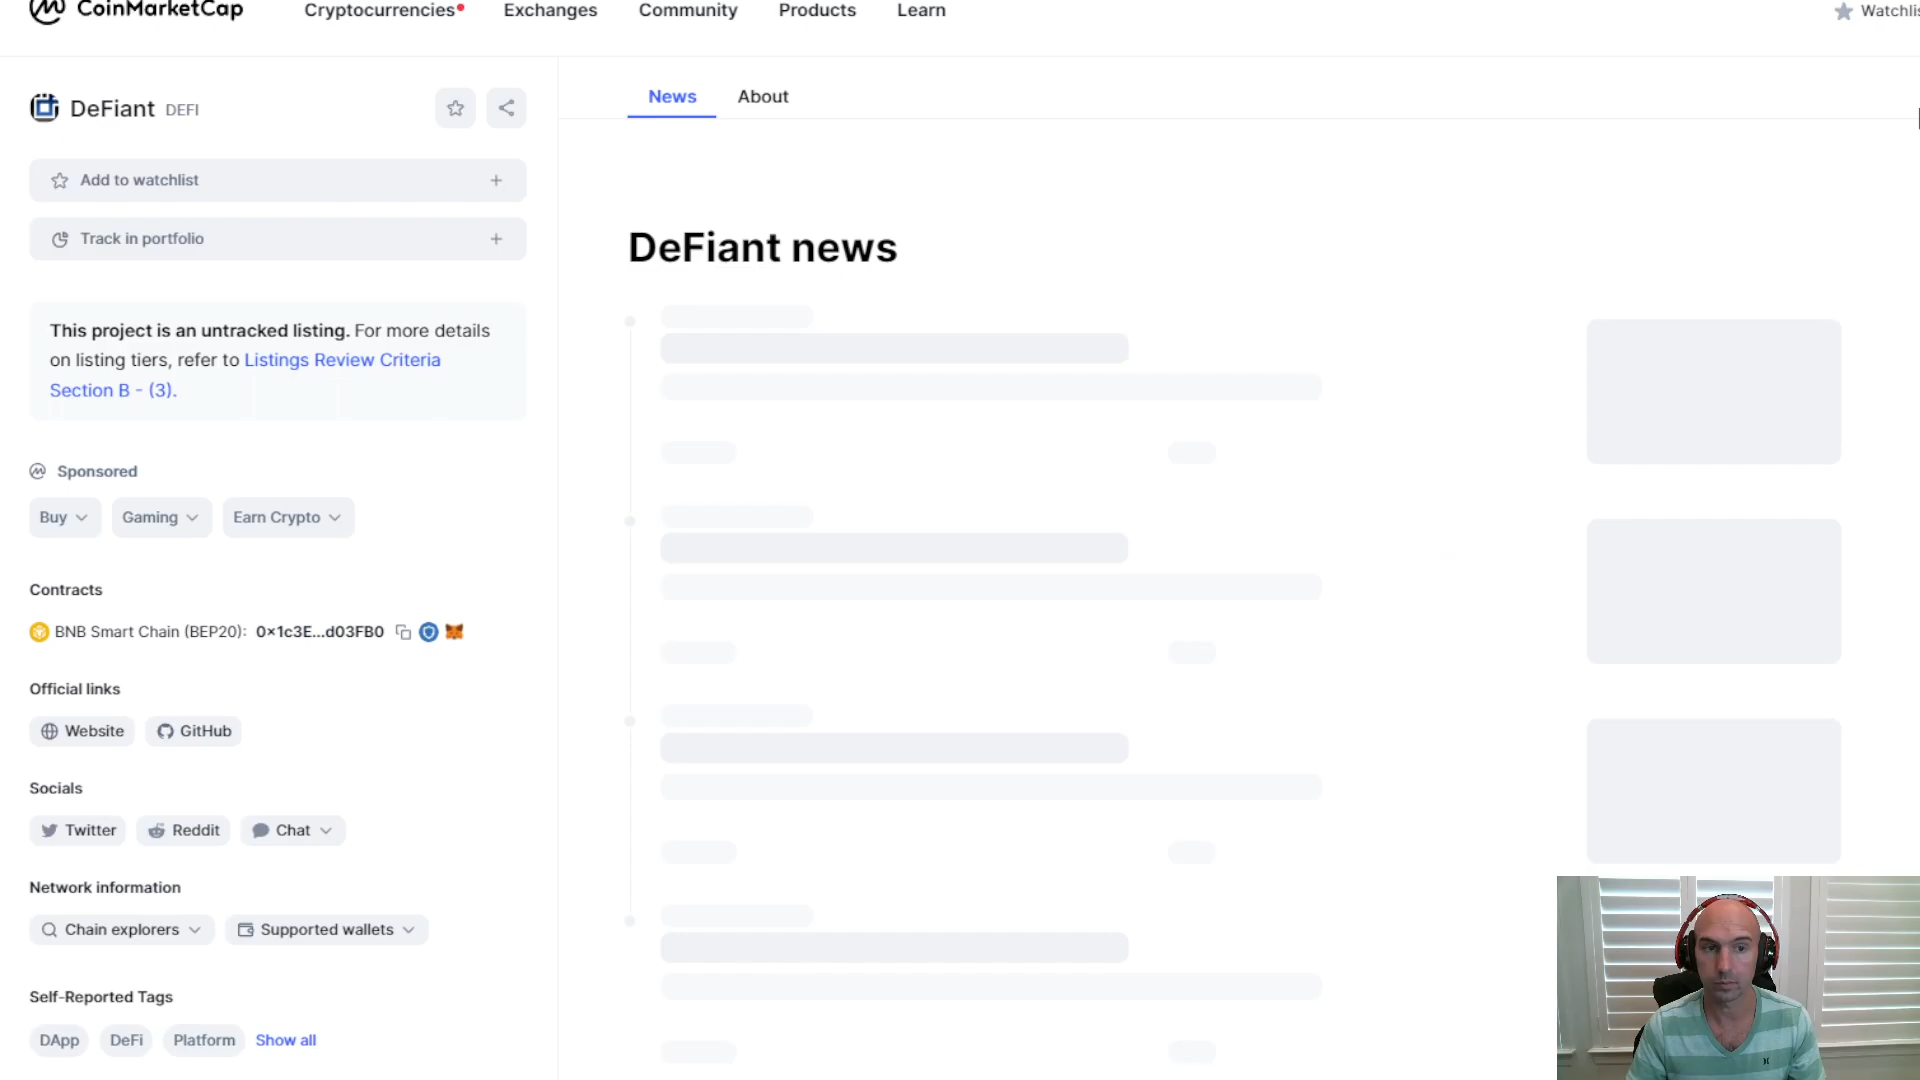 CoinMarketCap
Cryptocurrencies
Exchanges
Community
Products
Learn
DeFiant DEFI
Add to watchlist
Track in portfolio
This project is an untracked listing. For more details
on listing tiers, refer to Listings Review Criteria
Section B - (3).
Sponsored
Buy
Gaming
Earn Crypto
Contracts
BNB Smart Chain (BEP20): 0x1c3E...d03FB0
Official links
Website
GitHub
Socials
Twitter
Reddit
Chat
Network information
Chain explorers
Supported wallets
Self-Reported Tags
DApp
DeFi
Platform
Show all
News
About
DeFiant news